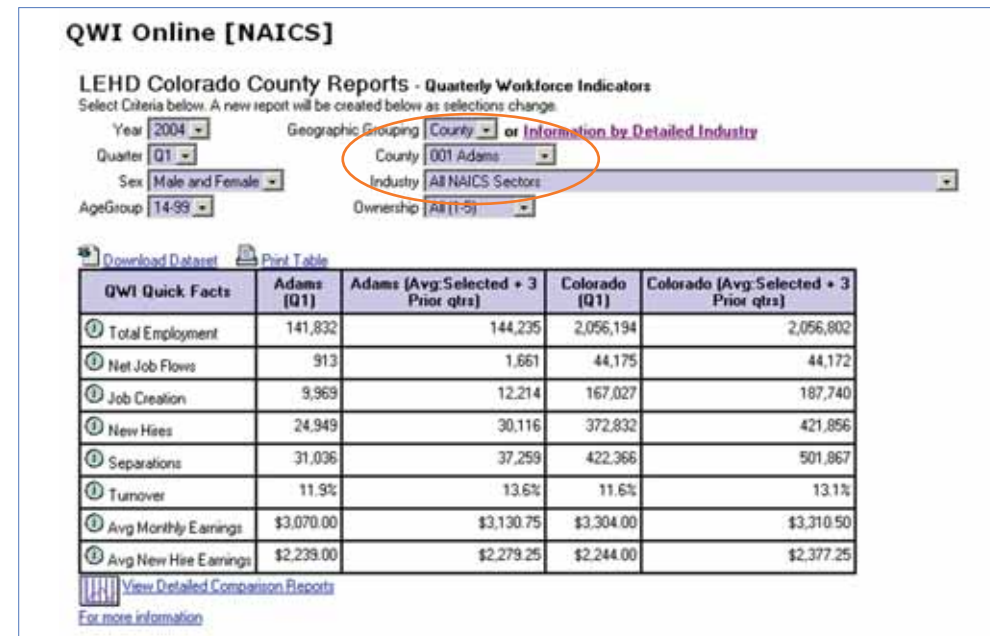 QWI Online [NAICS]
LEHD Colorado County Reports - Quarterly Workforce Indicators
Select Criteria below. A new report will be created below as selections change.
Year 2004 Geographic Grouping County or Information by Detailed Industry
Quarter Q1 County 001 Adams
Sex Male and Female Industry All NAICS Sectors
AgeGroup 14-99 Ownership All (1-5)
Download Dataset Print Table
QWI Quick Facts Adams (Q1) Adams (Avg:Selected + 3 Prior qtrs) Colorado (Q1) Colorado (Avg:Selected + 3 Prior qtrs)
Total Employment 141,832 144,235 2,056,194 2,056,802
Net Job Flows 913 1,661 44,175 44,172
Job Creation 9,969 12,214 167,027 187,740
New Hires 24,949 30,116 372,832 421,856
Separations 31,036 37,259 422,366 501,867
Turnover 11.9% 13.6% 11.6% 13.1%
Avg Monthly Earnings $3,070.00 $3,130.75 $3,304.00 $3,310.50
Avg New Hire Earnings $2,239.00 $2,279.25 $2,244.00 $2,377.25
View Detailed Comparison Reports
For more information